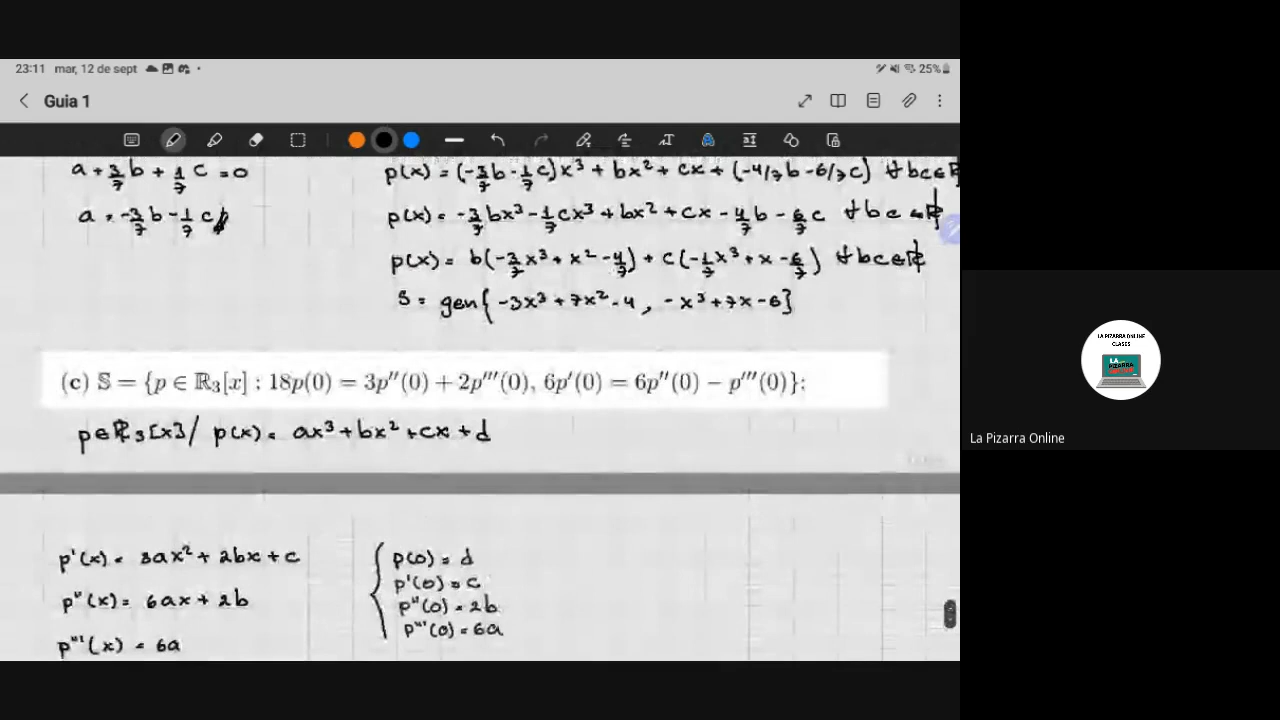 23:11 mar, 12 de sept
25%
Guia 1
a + 3/7 b + 1/7 c = 0
a = -3/7 b - 1/7 c
p(x) = (-3/7 b - 1/7 c)x³ + bx² + cx + (-4/7 b - 6/7 c) ∀ b c ∈ ℝ
p(x) = -3/7 bx³ - 1/7 cx³ + bx² + cx - 4/7 b - 6/7 c ∀ b c ∈ ℝ
p(x) = b(-3/7 x³ + x² - 4/7) + c(-1/7 x³ + x - 6/7) ∀ b c ∈ ℝ
S = gen{ -3x³ + 7x² - 4 , -x³ + 7x - 6}
(c) 𝕊 = {p ∈ ℝ₃[x] : 18p(0) = 3p''(0) + 2p'''(0), 6p'(0) = 6p''(0) − p'''(0)};
p ∈ ℝ₃[x] / p(x) = ax³ + bx² + cx + d
p'(x) = 3ax² + 2bx + c
p''(x) = 6ax + 2b
p'''(x) = 6a
p(0) = d
p'(0) = c
p''(0) = 2b
p'''(0) = 6a
LA PIZARRA ONLINE
CLASES
La Pizarra Online